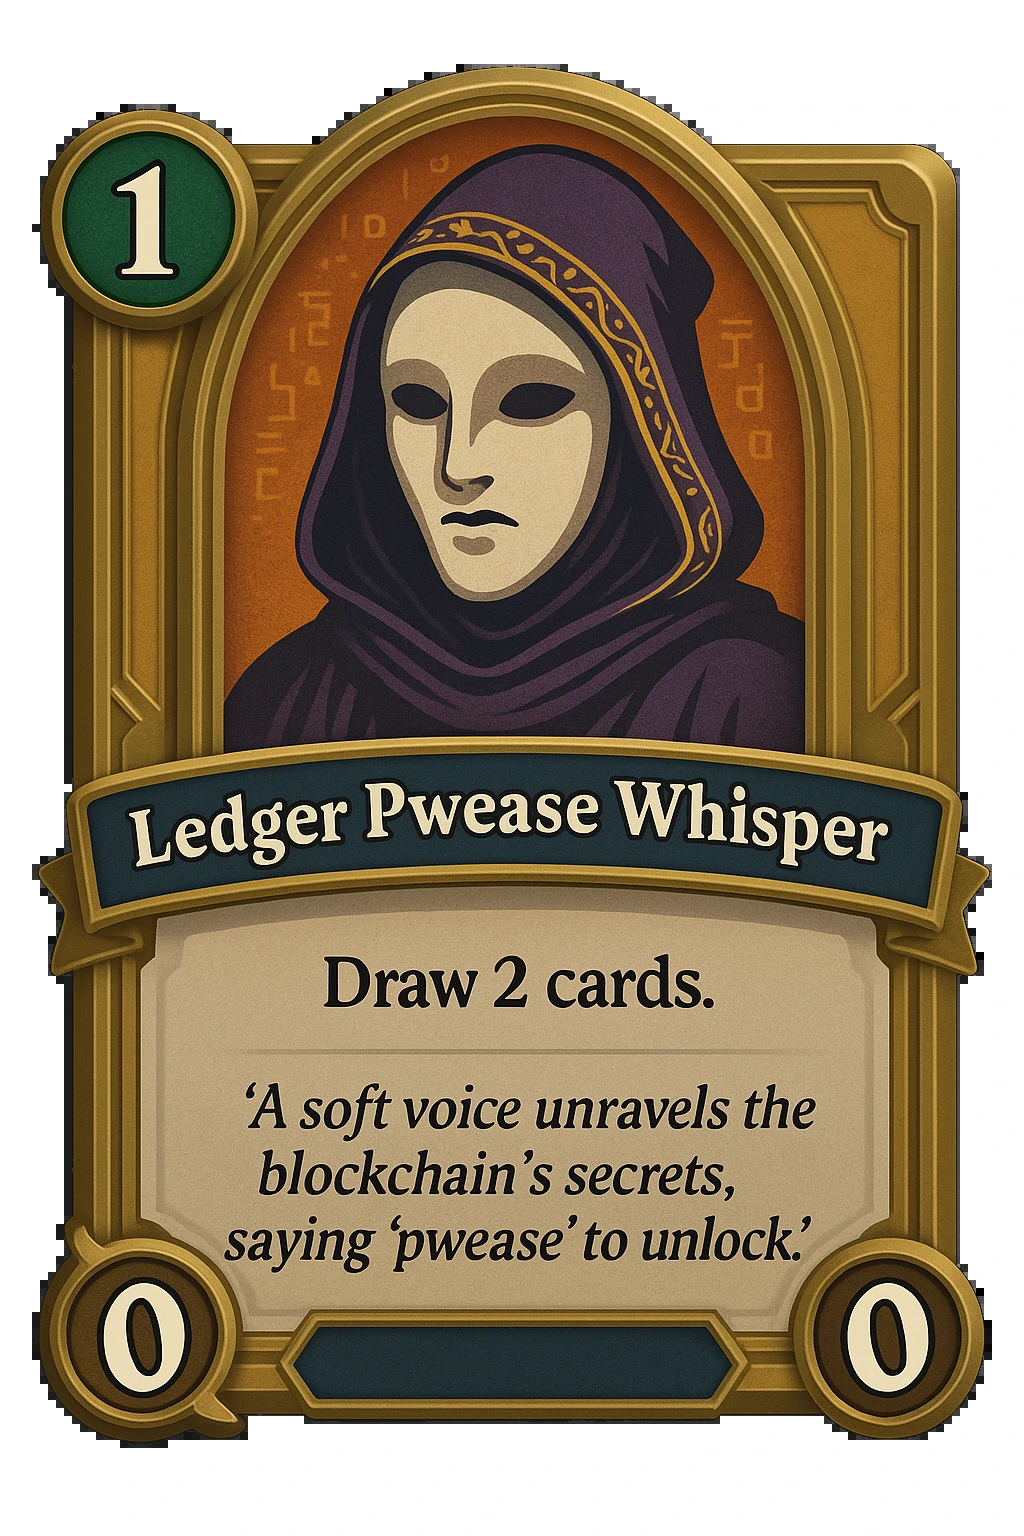 1
Ledger Pwease Whisper
Draw 2 cards.
‘A soft voice unravels the
blockchain’s secrets,
saying ‘pwease’ to unlock.’
0
0